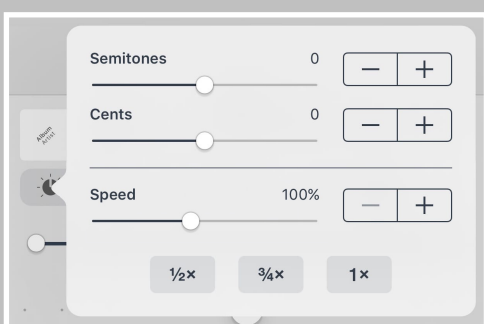 Semitones 0
Cents 0
Album
Artist
Speed 100%
½× ¾× 1×